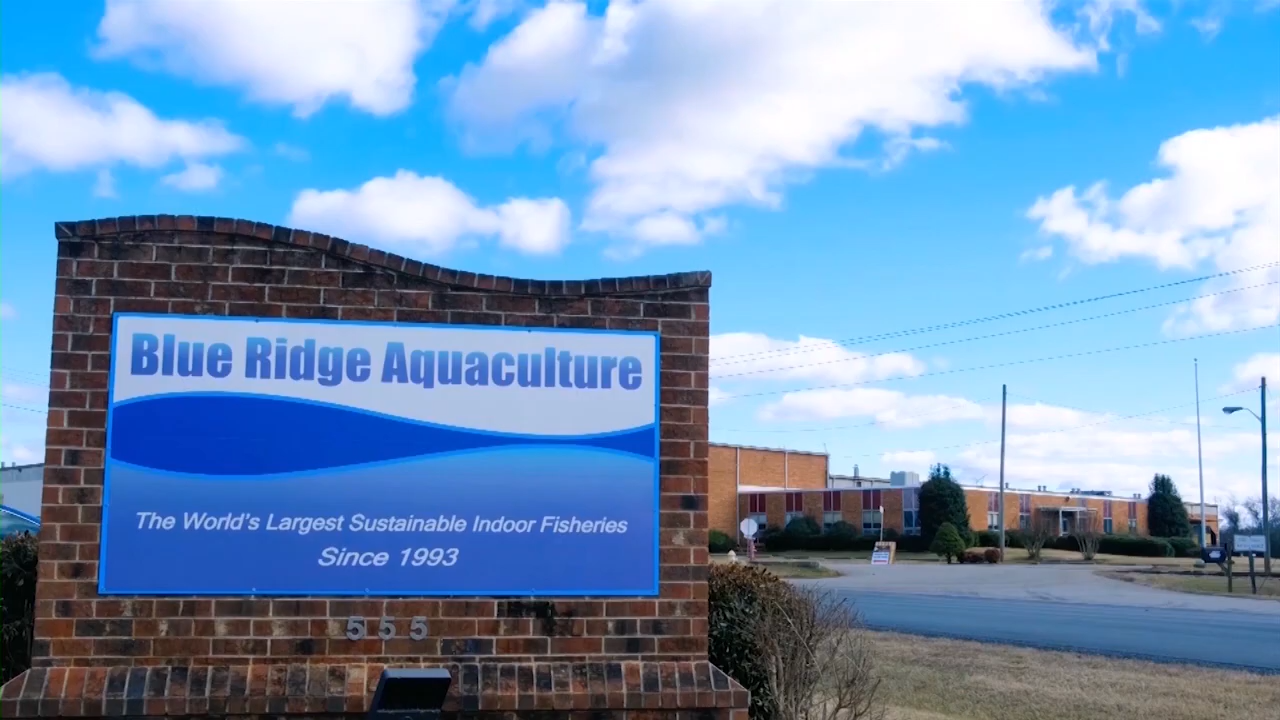 Blue Ridge Aquaculture
The World's Largest Sustainable Indoor Fisheries
Since 1993
555